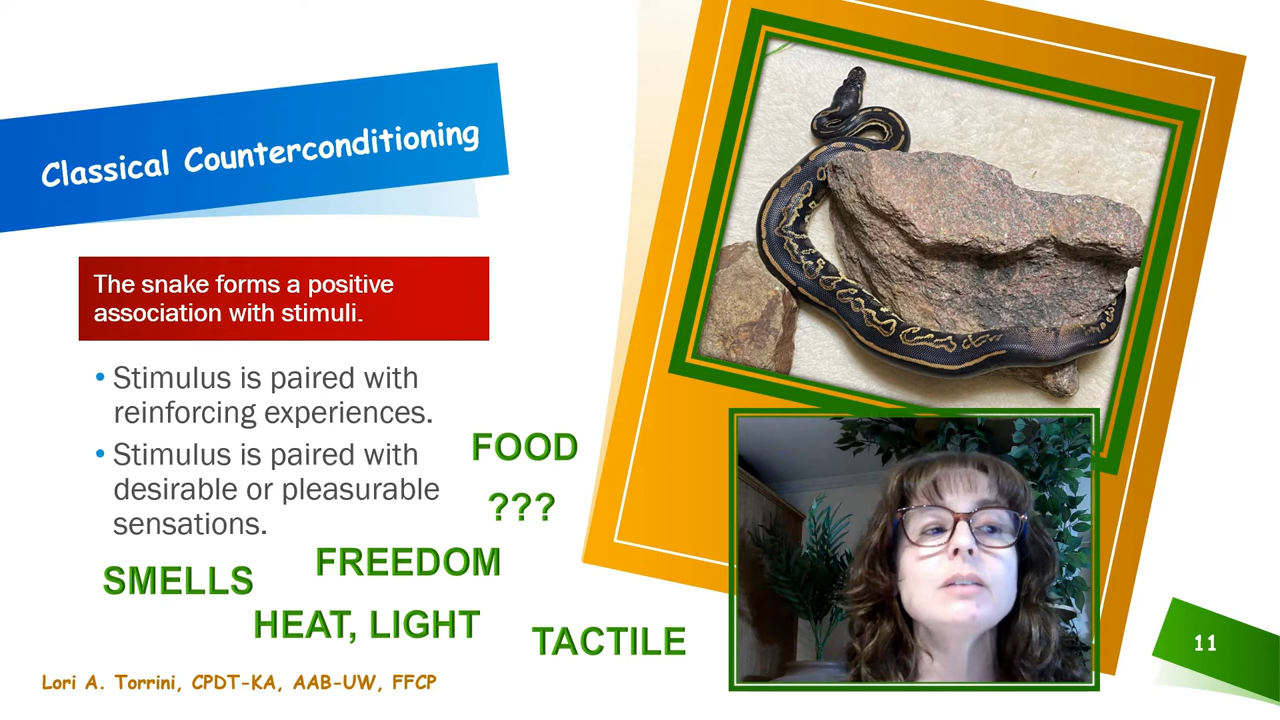 Classical Counterconditioning
The snake forms a positive
association with stimuli.
• Stimulus is paired with
reinforcing experiences.
• Stimulus is paired with
desirable or pleasurable
sensations.
FOOD
???
FREEDOM
SMELLS
HEAT, LIGHT
TACTILE
11
Lori A. Torrini, CPDT-KA, AAB-UW, FFCP